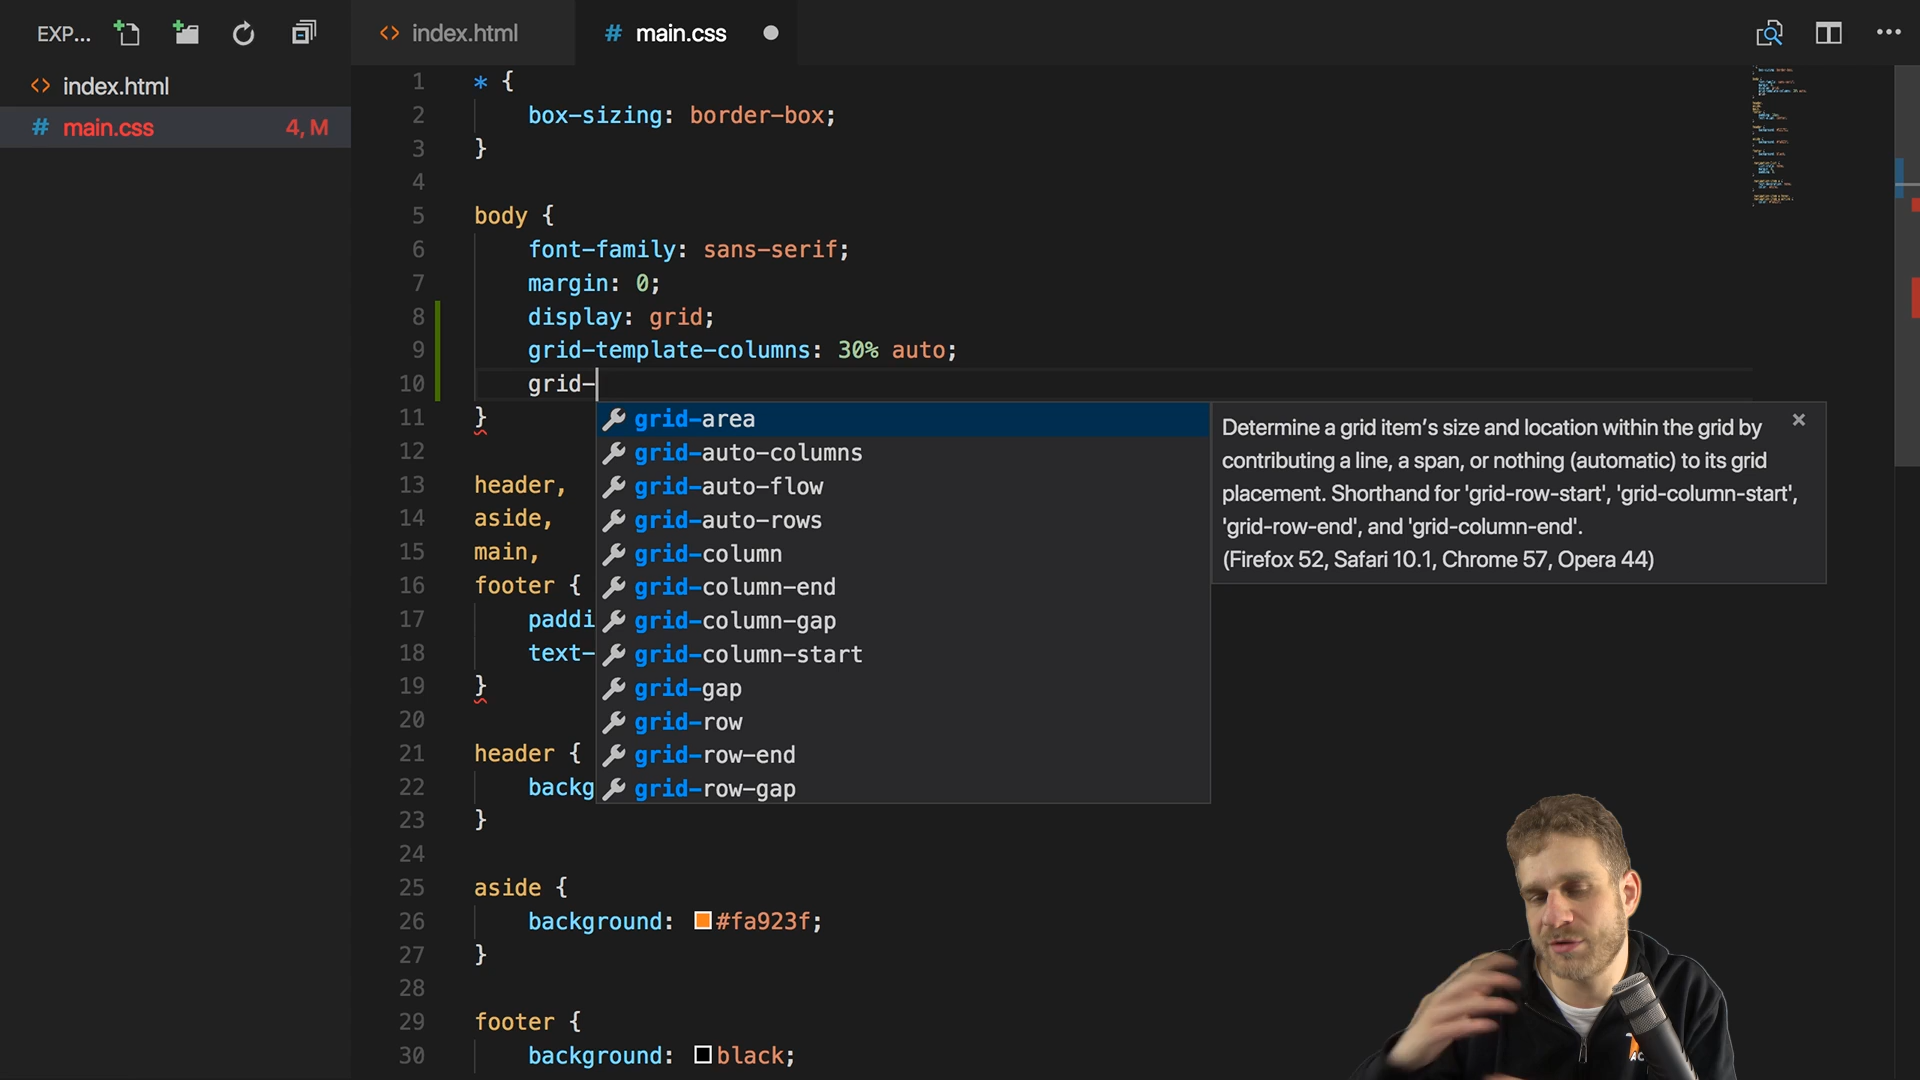 EXP...
index.html
# main.css
<> index.html
# main.css 4, M
1 * {
2 box-sizing: border-box;
3 }
4
5 body {
6 font-family: sans-serif;
7 margin: 0;
8 display: grid;
9 grid-template-columns: 30% auto;
10 grid-
11 }
12
13 header,
14 aside,
15 main,
16 footer {
17 paddi
18 text-
19 }
20
21 header {
22 backg
23 }
24
25 aside {
26 background: #fa923f;
27 }
28
29 footer {
30 background: black;
grid-area
grid-auto-columns
grid-auto-flow
grid-auto-rows
grid-column
grid-column-end
grid-column-gap
grid-column-start
grid-gap
grid-row
grid-row-end
grid-row-gap
Determine a grid item's size and location within the grid by
contributing a line, a span, or nothing (automatic) to its grid
placement. Shorthand for 'grid-row-start', 'grid-column-start',
'grid-row-end', and 'grid-column-end'.
(Firefox 52, Safari 10.1, Chrome 57, Opera 44)